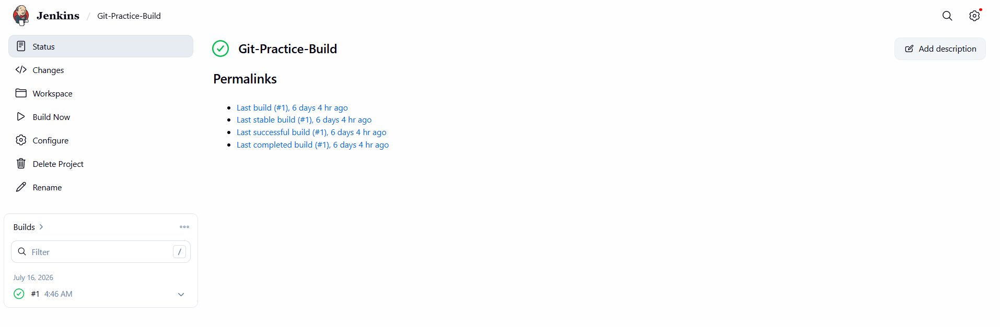 Jenkins / Git-Practice-Build
Status
Changes
Workspace
Build Now
Configure
Delete Project
Rename
Builds
Filter /
July 16, 2026
#1 4:46 AM
Git-Practice-Build
Add description
Permalinks
Last build (#1), 6 days 4 hr ago
Last stable build (#1), 6 days 4 hr ago
Last successful build (#1), 6 days 4 hr ago
Last completed build (#1), 6 days 4 hr ago